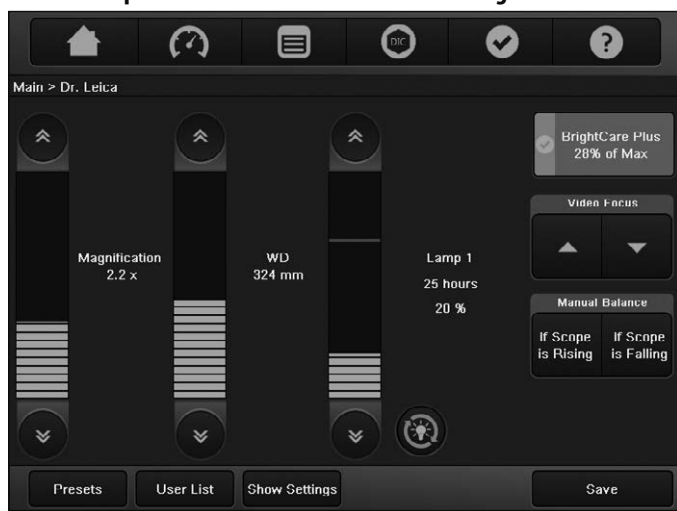 DIC
?
Main > Dr. Leica
BrightCare Plus
28% of Max
Video Focus
Magnification
2.2 x
WD
324 mm
Lamp 1
25 hours
20 %
Manual Balance
If Scope
is Rising
If Scope
is Falling
Presets
User List
Show Settings
Save